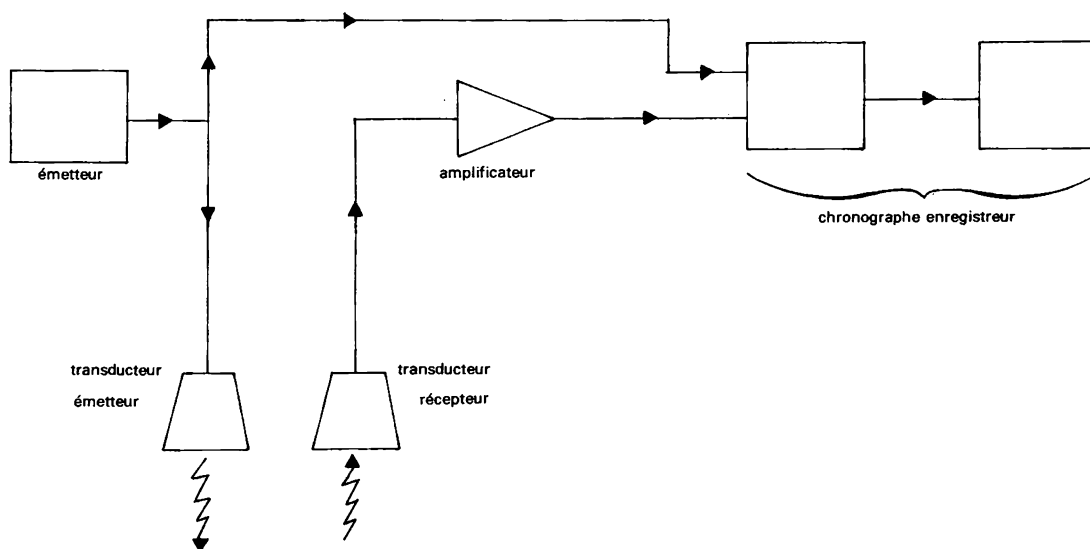 émetteur
amplificateur
chronographe enregistreur
transducteur
émetteur
transducteur
récepteur